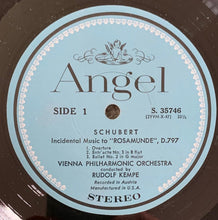 Angel
SIDE 1
S. 35746
(2YVH-X-47) 33⅓
SCHUBERT
Incidental Music to "ROSAMUNDE", D.797
1. Overture
2. Entr'acte No. 3 in B flat
3. Ballet No. 2 in G major
VIENNA PHILHARMONIC ORCHESTRA
conducted by
RUDOLF KEMPE
Recorded in Austria
Manufactured in U.S.A.
STEREO